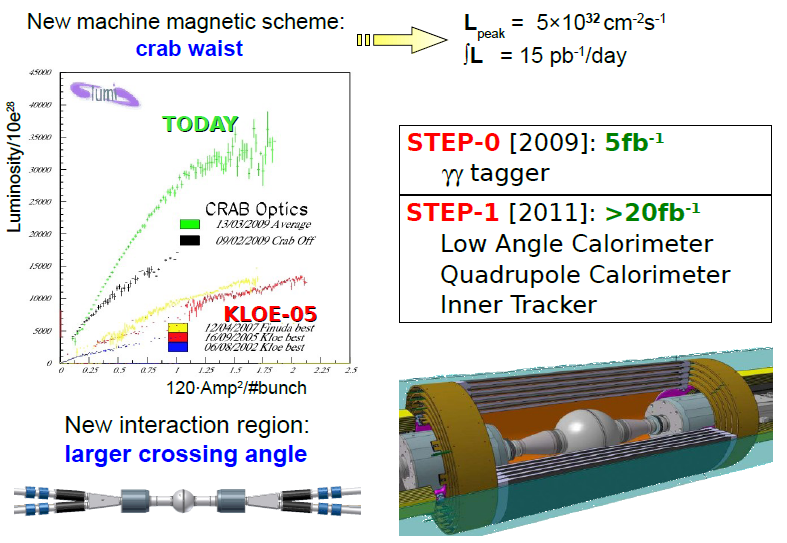 New machine magnetic scheme:
crab waist
Lpeak = 5×10³² cm⁻²s⁻¹
∫L = 15 pb⁻¹/day
Luminosity/10e²⁸
45000
40000
35000
30000
25000
20000
15000
10000
5000
0
lumi
TODAY
CRAB Optics
13/03/2009 Average
09/02/2009 Crab Off
KLOE-05
12/04/2007 Finuda best
16/09/2005 Kloe best
06/08/2002 Kloe best
0 0.25 0.5 0.75 1 1.25 1.5 1.75 2 2.25 2.5
120·Amp²/#bunch
STEP-0 [2009]: 5fb⁻¹
γγ tagger
STEP-1 [2011]: >20fb⁻¹
Low Angle Calorimeter
Quadrupole Calorimeter
Inner Tracker
New interaction region:
larger crossing angle